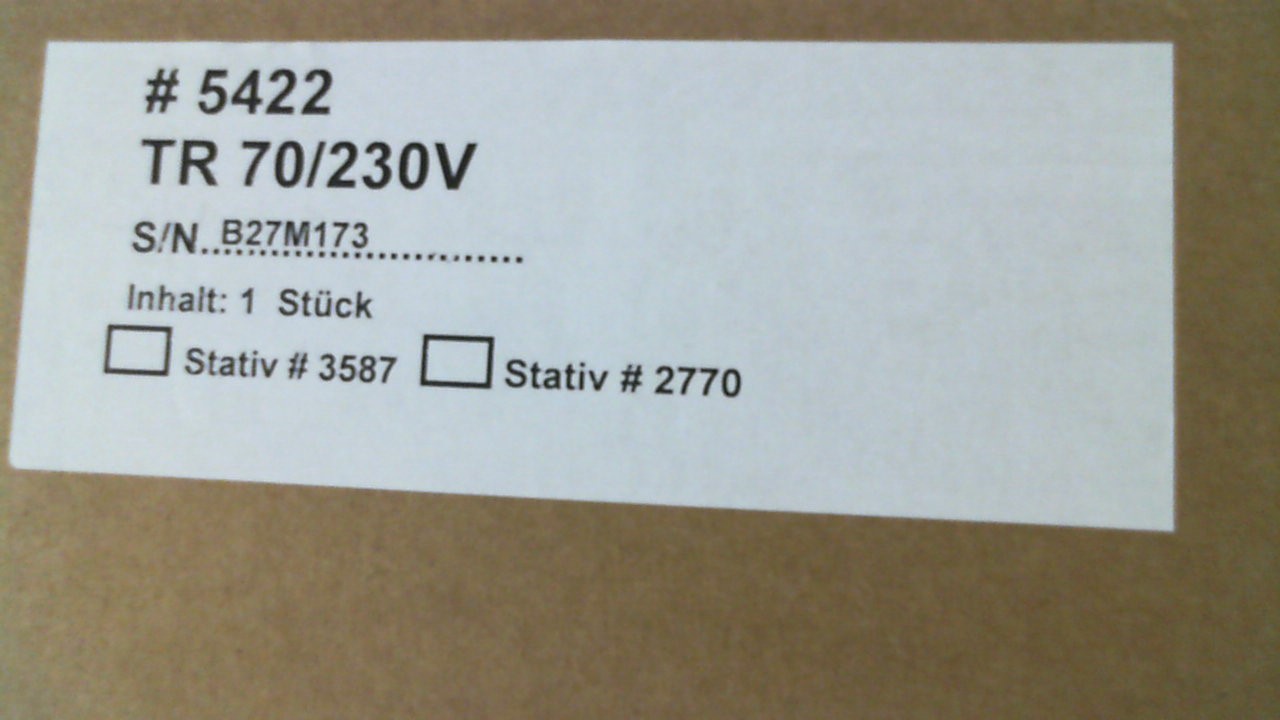 # 5422
TR 70/230V
S/N..B27M173....................
Inhalt: 1 Stück
Stativ # 3587 Stativ # 2770